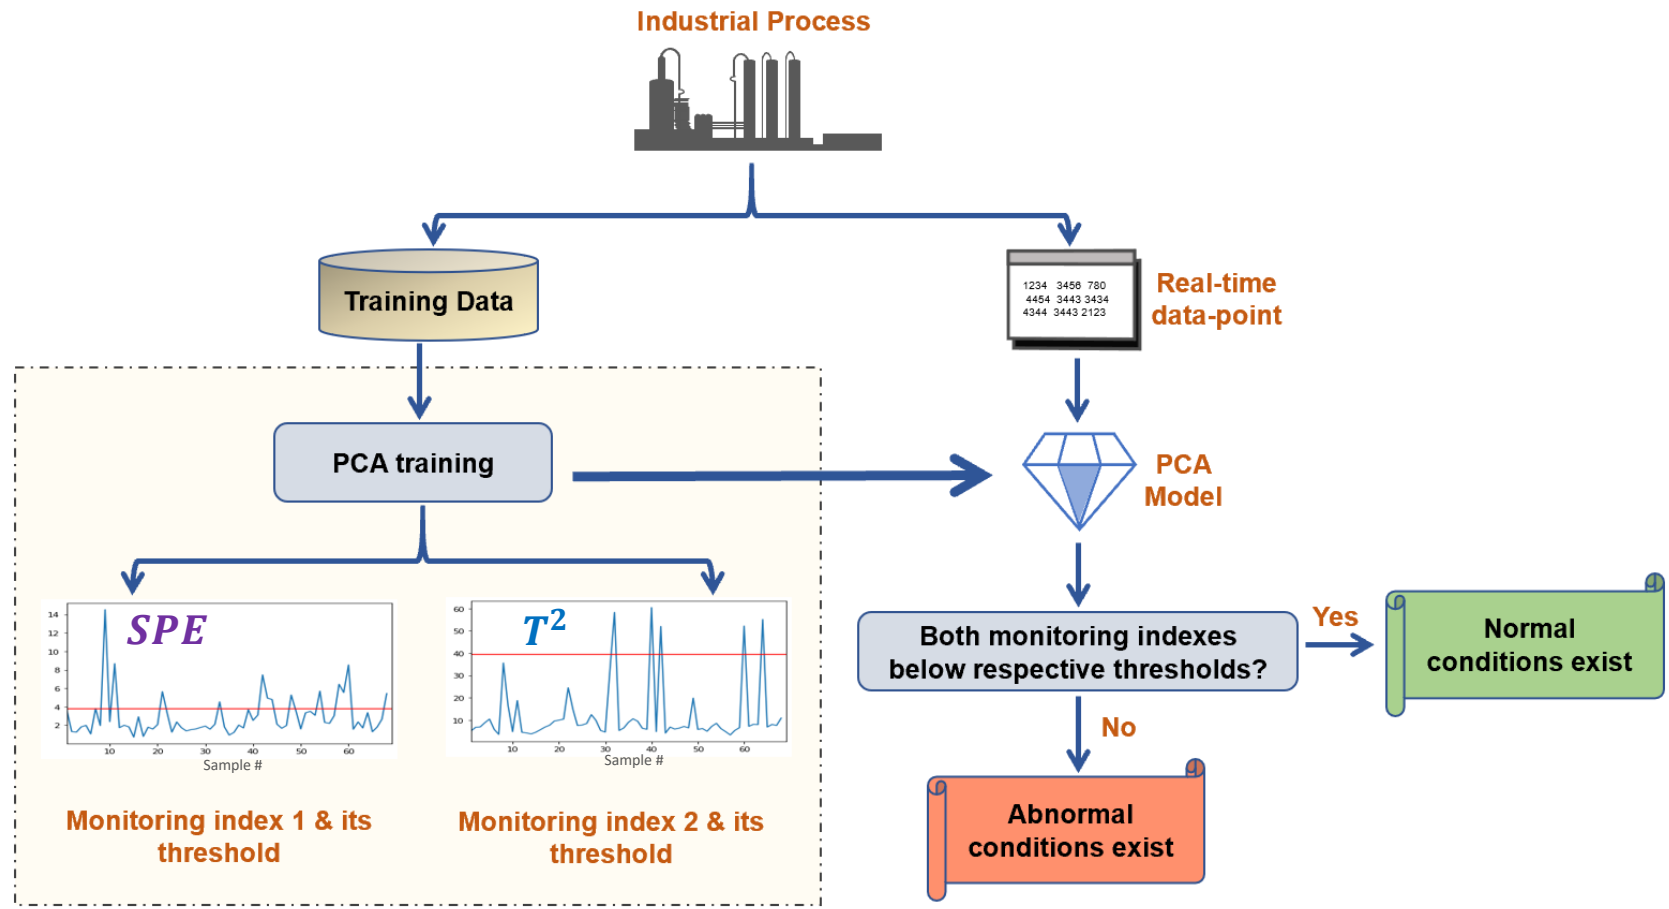 Industrial Process
Training Data
1234 3456 780
4454 3443 3434
4344 3443 2123
Real-time
data-point
PCA training
PCA
Model
SPE
14
12
10
8
6
4
2
10 20 30 40 50 60
Sample #
T²
60
50
40
30
20
10
10 20 30 40 50 60
Sample #
Monitoring index 1 & its
threshold
Monitoring index 2 & its
threshold
Both monitoring indexes
below respective thresholds?
Yes
Normal
conditions exist
No
Abnormal
conditions exist